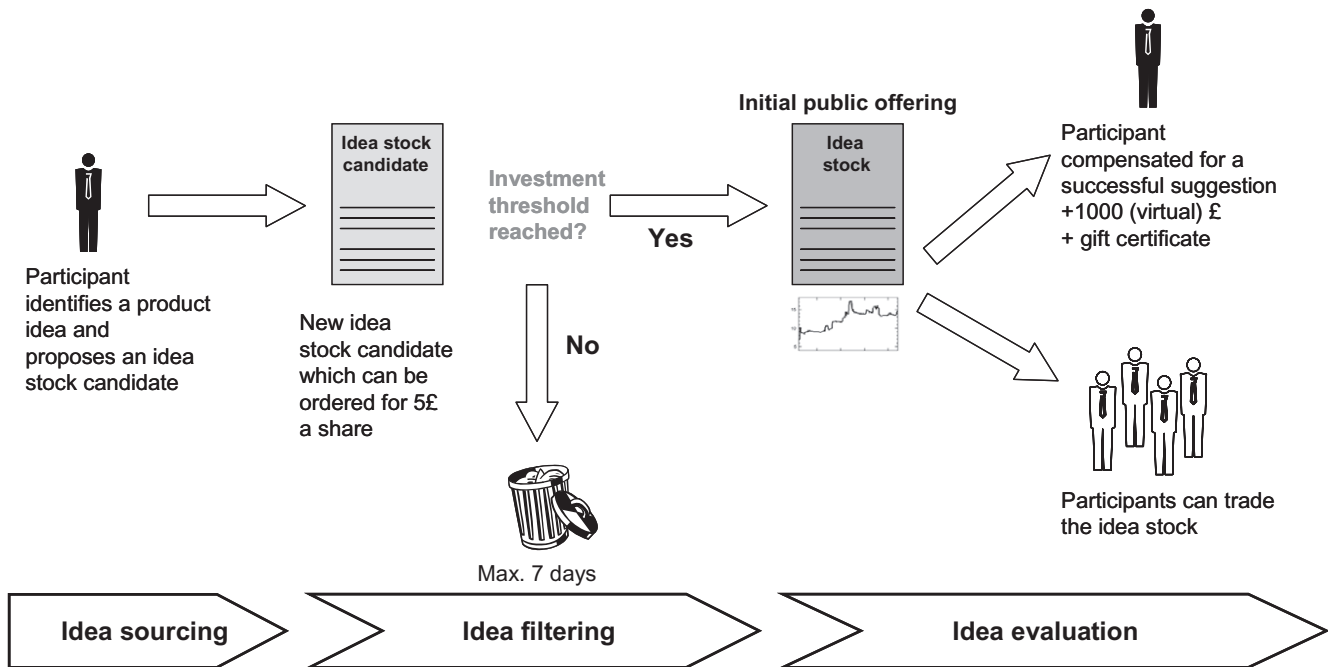 Participant
identifies a product
idea and
proposes an idea
stock candidate
Idea stock
candidate
New idea
stock candidate
which can be
ordered for 5£
a share
Investment
threshold
reached?
Yes
No
Max. 7 days
Initial public offering
Idea
stock
15
10
5
Participant
compensated for a
successful suggestion
+1000 (virtual) £
+ gift certificate
Participants can trade
the idea stock
Idea sourcing
Idea filtering
Idea evaluation